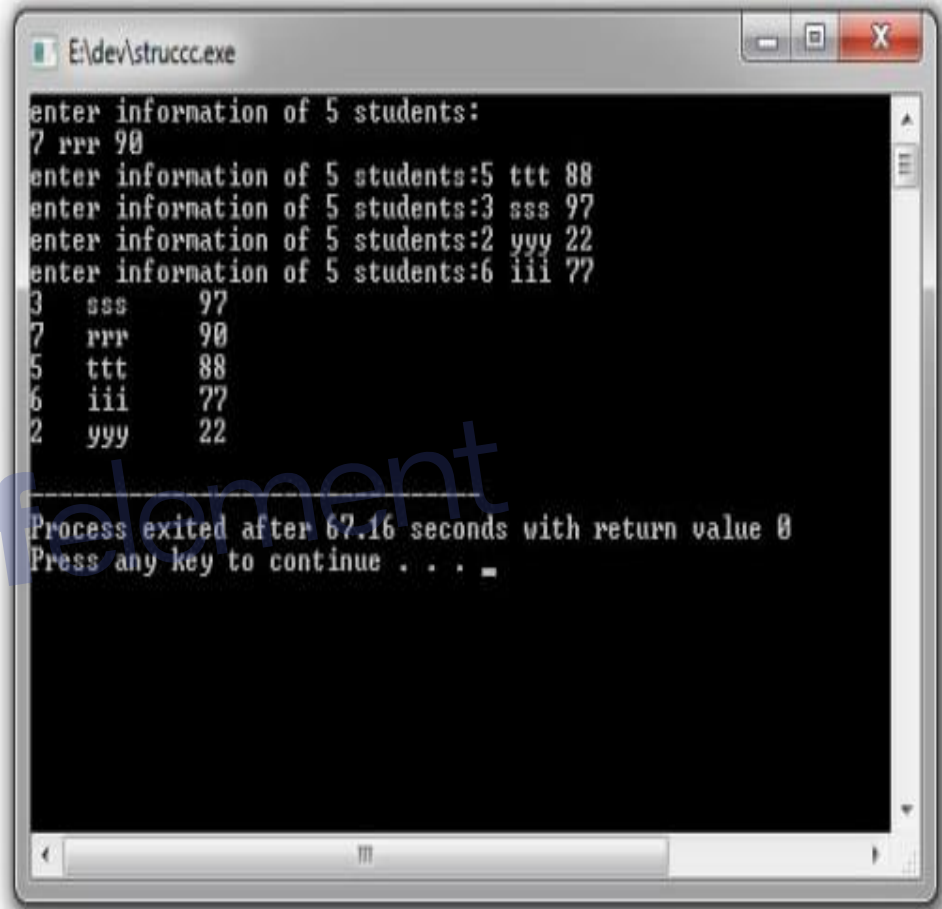 E:\dev\struccc.exe
enter information of 5 students:
7 rrr 90
enter information of 5 students:5 ttt 88
enter information of 5 students:3 sss 97
enter information of 5 students:2 yyy 22
enter information of 5 students:6 iii 77
3 sss 97
7 rrr 90
5 ttt 88
6 iii 77
2 yyy 22
--------------------------------
Process exited after 67.16 seconds with return value 0
Press any key to continue . . .
feloment